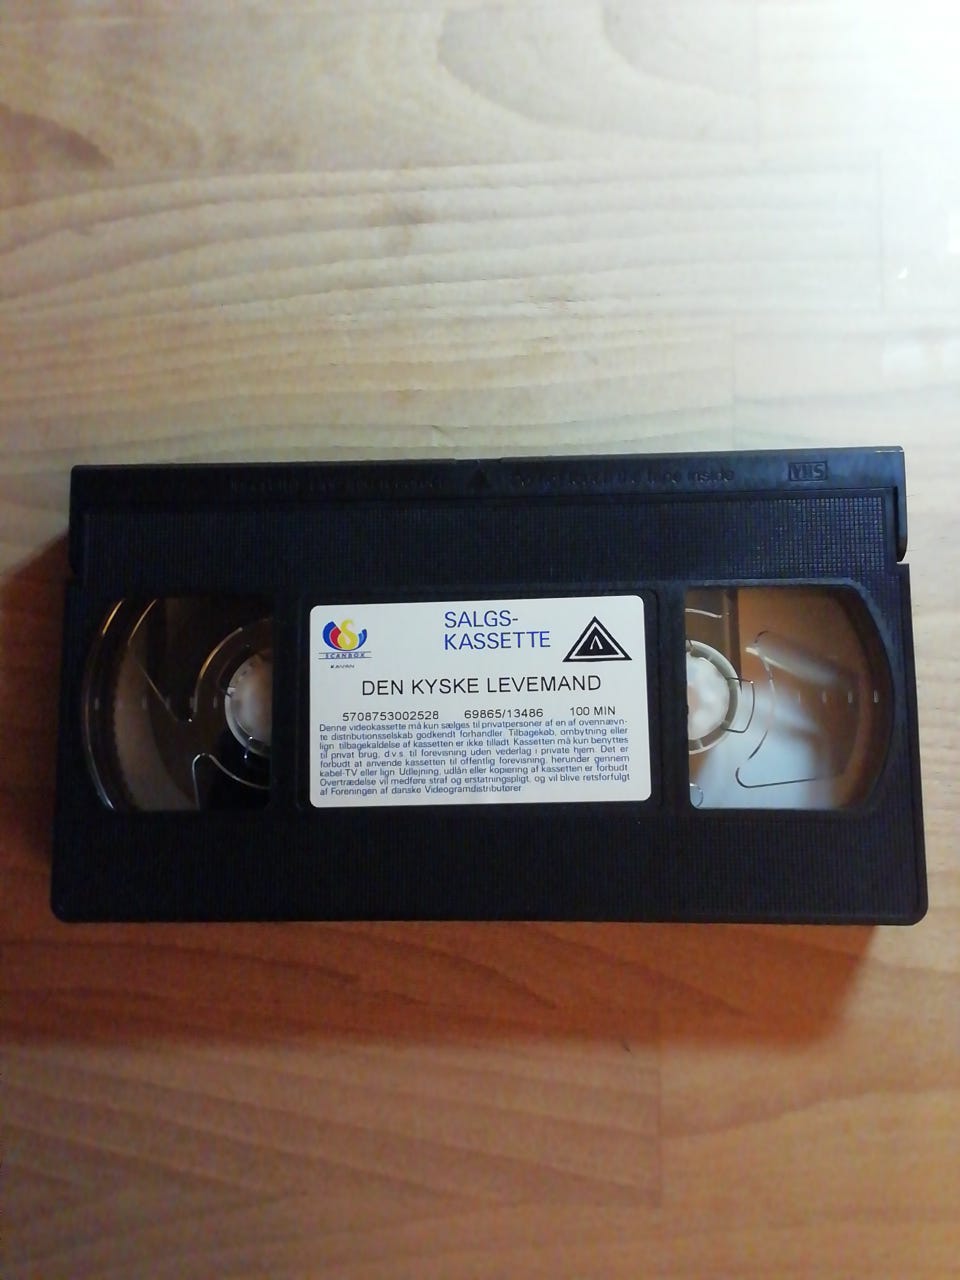 the tape inside
VHS
SALGS-
KASSETTE
SCANBOX
DEN KYSKE LEVEMAND
5708753002528 69865/13486 100 MIN
Denne videokassette må kun sælges til privatpersoner af en af ovennævn-
te distributionsselskab godkendt forhandler. Tilbagekøb, ombytning eller
lign. tilbagekaldelse af kassetten er ikke tilladt. Kassetten må kun benyttes
til privat brug, d.v.s. til forevisning uden vederlag i private hjem. Det er
forbudt at anvende kassetten til offentlig forevisning, herunder gennem
kabel-TV eller lign. Udlejning, udlån eller kopiering af kassetten er forbudt
Overtrædelse vil medføre straf og erstatningspligt, og vil blive retsforfulgt
af Foreningen af danske Videogramdistributører